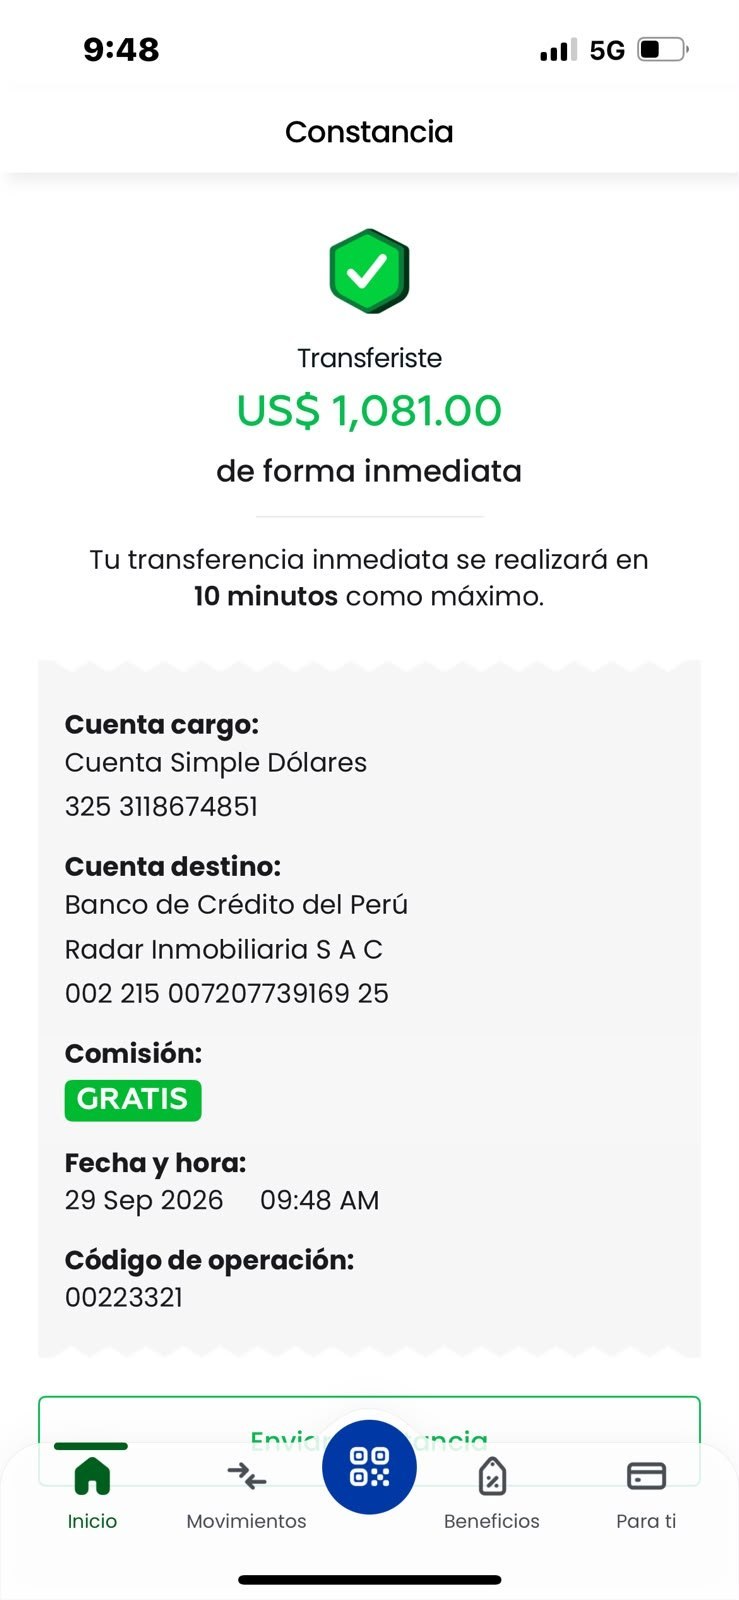 9:48
5G
Constancia
Transferiste
US$ 1,081.00
de forma inmediata
Tu transferencia inmediata se realizará en
10 minutos como máximo.
Cuenta cargo:
Cuenta Simple Dólares
325 3118674851
Cuenta destino:
Banco de Crédito del Perú
Radar Inmobiliaria S A C
002 215 007207739169 25
Comisión:
GRATIS
Fecha y hora:
29 Sep 2026 09:48 AM
Código de operación:
00223321
Inicio
Movimientos
Beneficios
Para ti